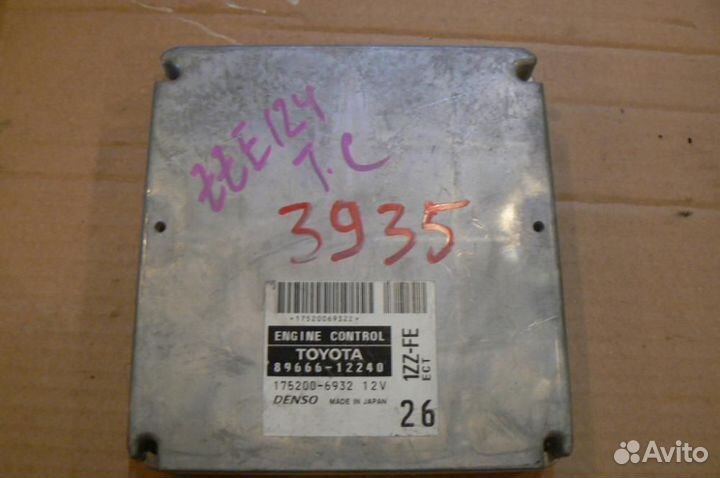 ZZE124
T.C
3935
*1752006932Z*
ENGINE CONTROL
TOYOTA
89666-12240
175200-6932 12V
DENSO MADE IN JAPAN
1ZZ-FE
ECT
26
Avito